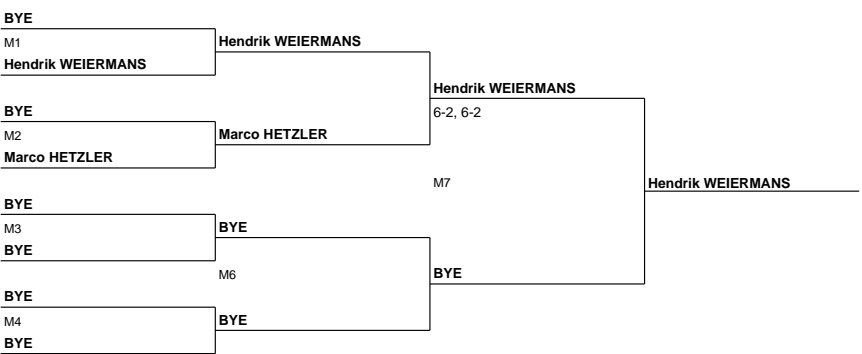 BYE
M1
Hendrik WEIERMANS
Hendrik WEIERMANS
BYE
M2
Marco HETZLER
Marco HETZLER
Hendrik WEIERMANS
6-2, 6-2
BYE
M3
BYE
BYE
M6
BYE
M4
BYE
BYE
BYE
M7
Hendrik WEIERMANS